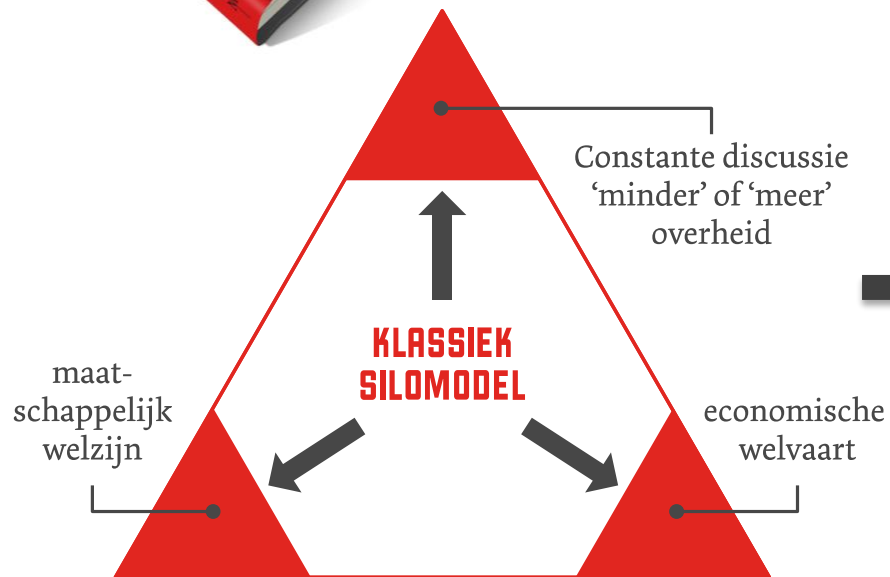 Constante discussie
‘minder’ of ‘meer’
overheid
KLASSIEK
SILOMODEL
maat-
schappelijk
welzijn
economische
welvaart